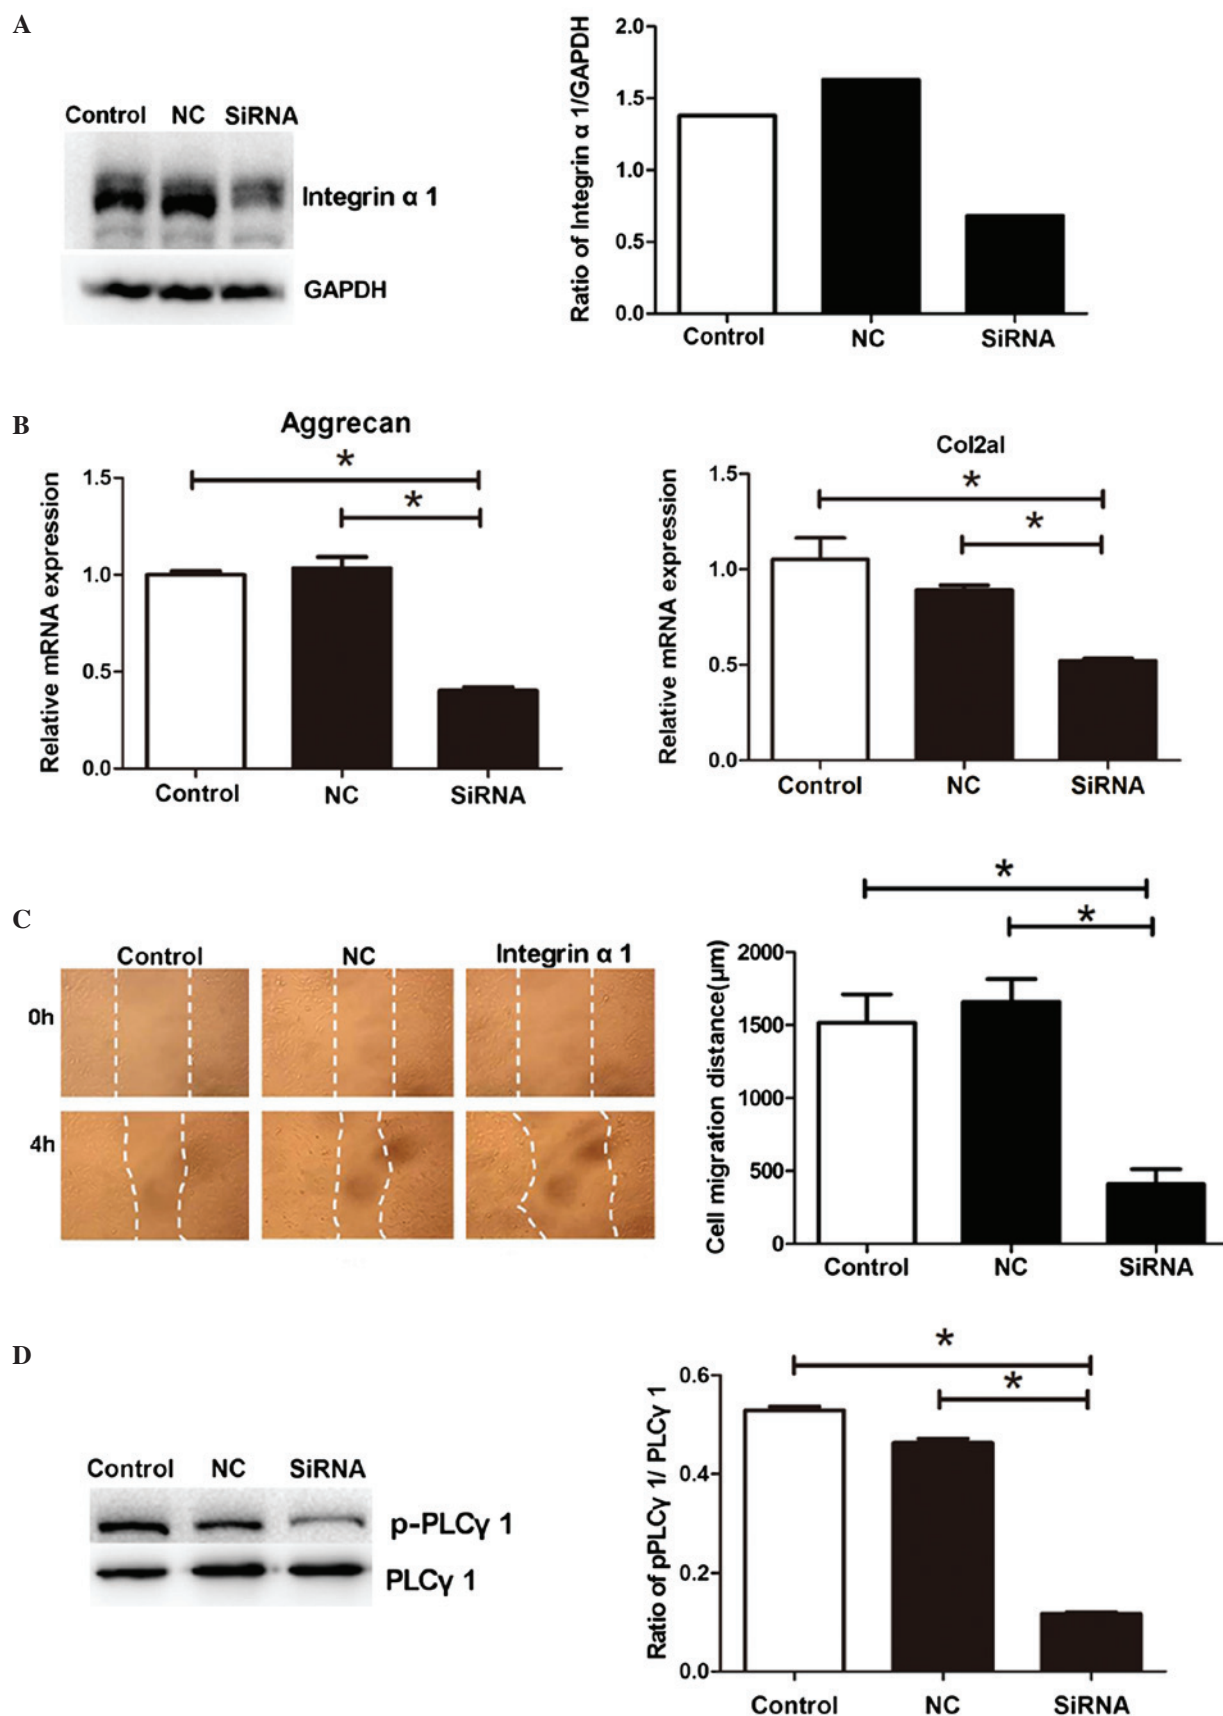 A
Control NC SiRNA
Integrin α 1
GAPDH
Ratio of Integrin α 1/GAPDH
2.0
1.5
1.0
0.5
0.0
Control NC SiRNA
B
Aggrecan
*
*
Relative mRNA expression
1.5
1.0
0.5
0.0
Control NC SiRNA
Col2al
*
*
Relative mRNA expression
1.5
1.0
0.5
0.0
Control NC SiRNA
C
Control NC Integrin α 1
0h
4h
*
*
Cell migration distance(μm)
2000
1500
1000
500
0
Control NC SiRNA
D
Control NC SiRNA
p-PLCγ 1
PLCγ 1
*
*
Ratio of pPLCγ 1/ PLCγ 1
0.6
0.4
0.2
0.0
Control NC SiRNA